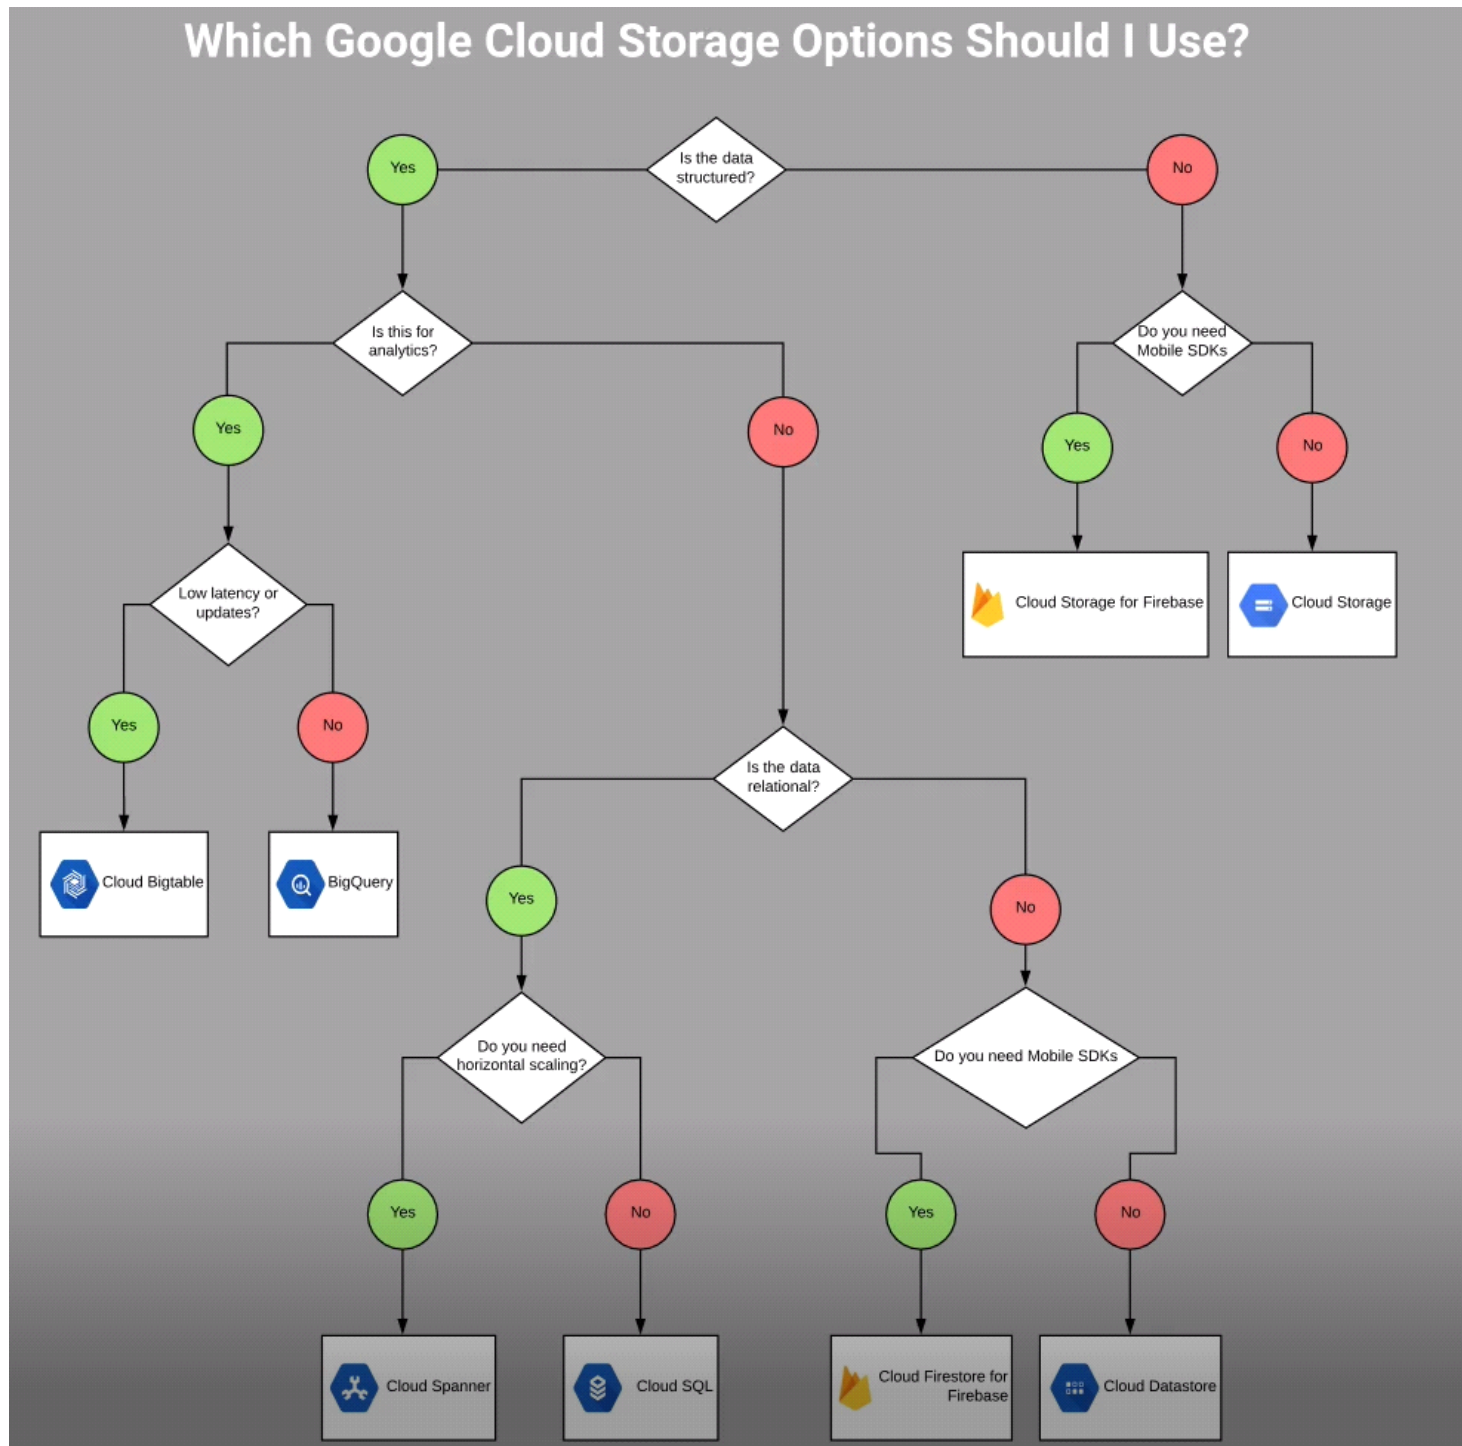 Which Google Cloud Storage Options Should I Use?
Yes
Is the data
structured?
No
Is this for
analytics?
Do you need
Mobile SDKs
Yes
No
Yes
No
Low latency or
updates?
Cloud Storage for Firebase
Cloud Storage
Yes
No
Is the data
relational?
Cloud Bigtable
BigQuery
Yes
No
Do you need
horizontal scaling?
Do you need Mobile SDKs
Yes
No
Yes
No
Cloud Spanner
Cloud SQL
Cloud Firestore for
Firebase
Cloud Datastore